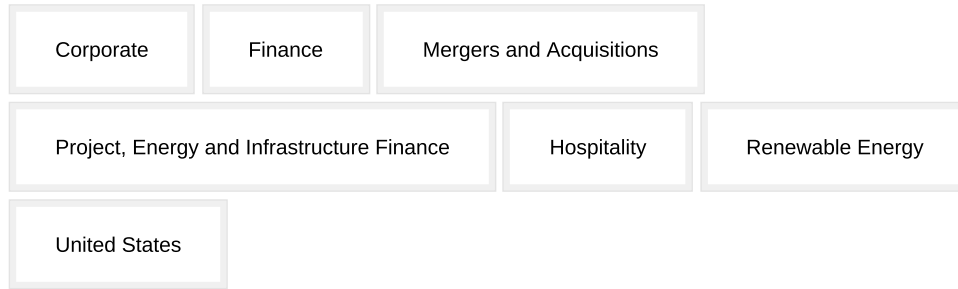 Corporate Finance Mergers and Acquisitions
Project, Energy and Infrastructure Finance Hospitality Renewable Energy
United States